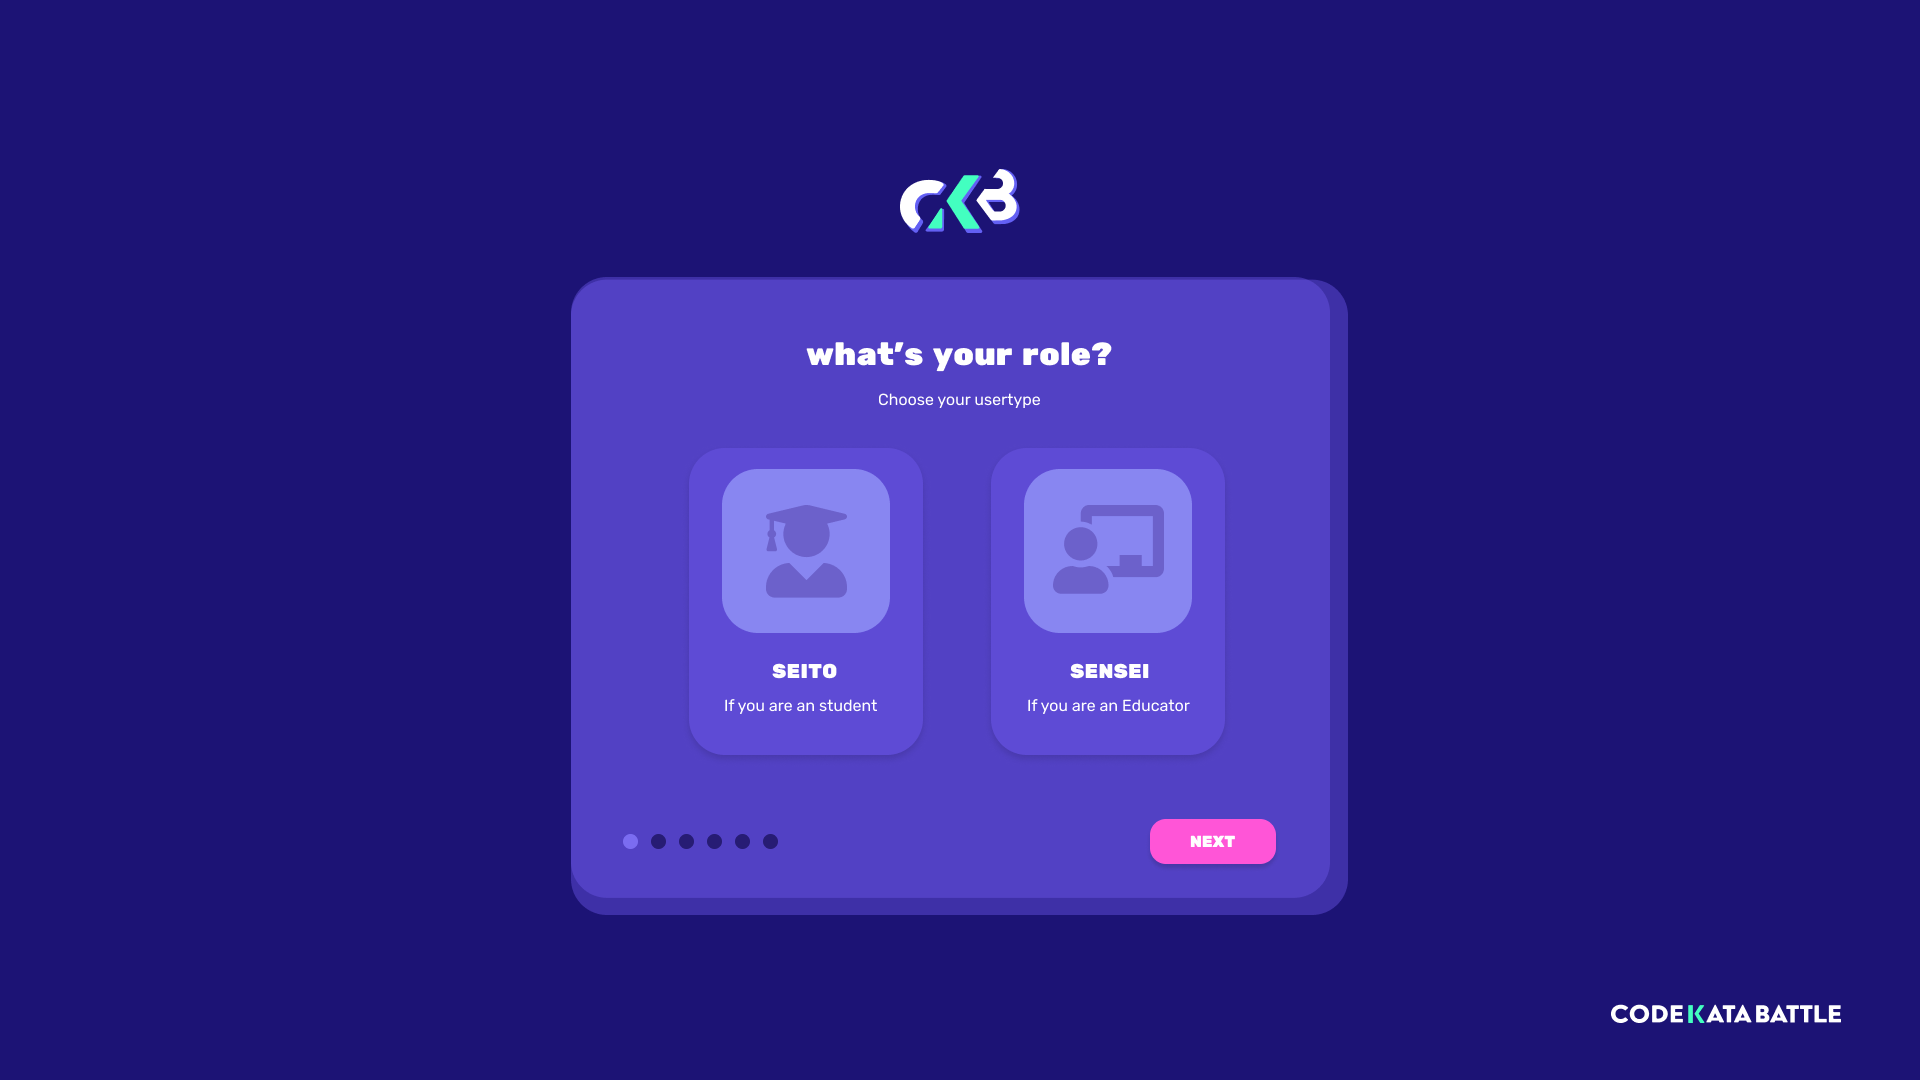 CKB
what's your role?
Choose your usertype
SEITO
If you are an student
SENSEI
If you are an Educator
NEXT
CODE KATA BATTLE